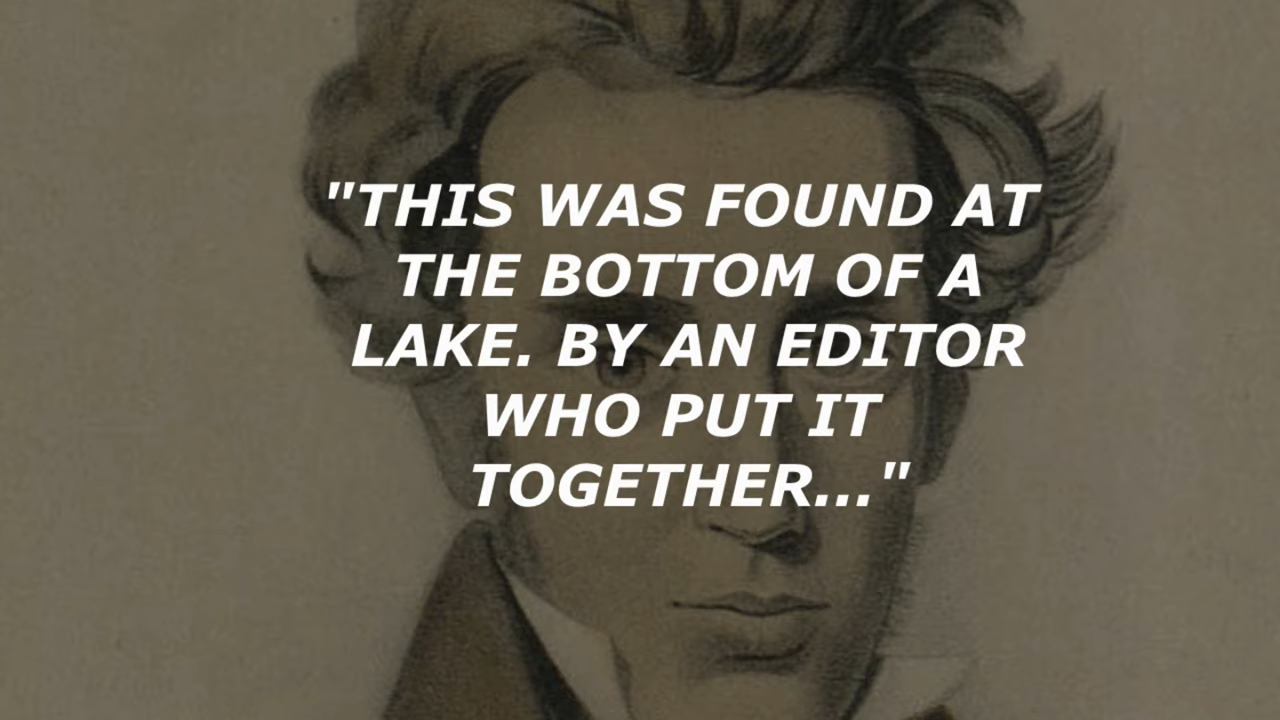 "THIS WAS FOUND AT
THE BOTTOM OF A
LAKE. BY AN EDITOR
WHO PUT IT
TOGETHER..."